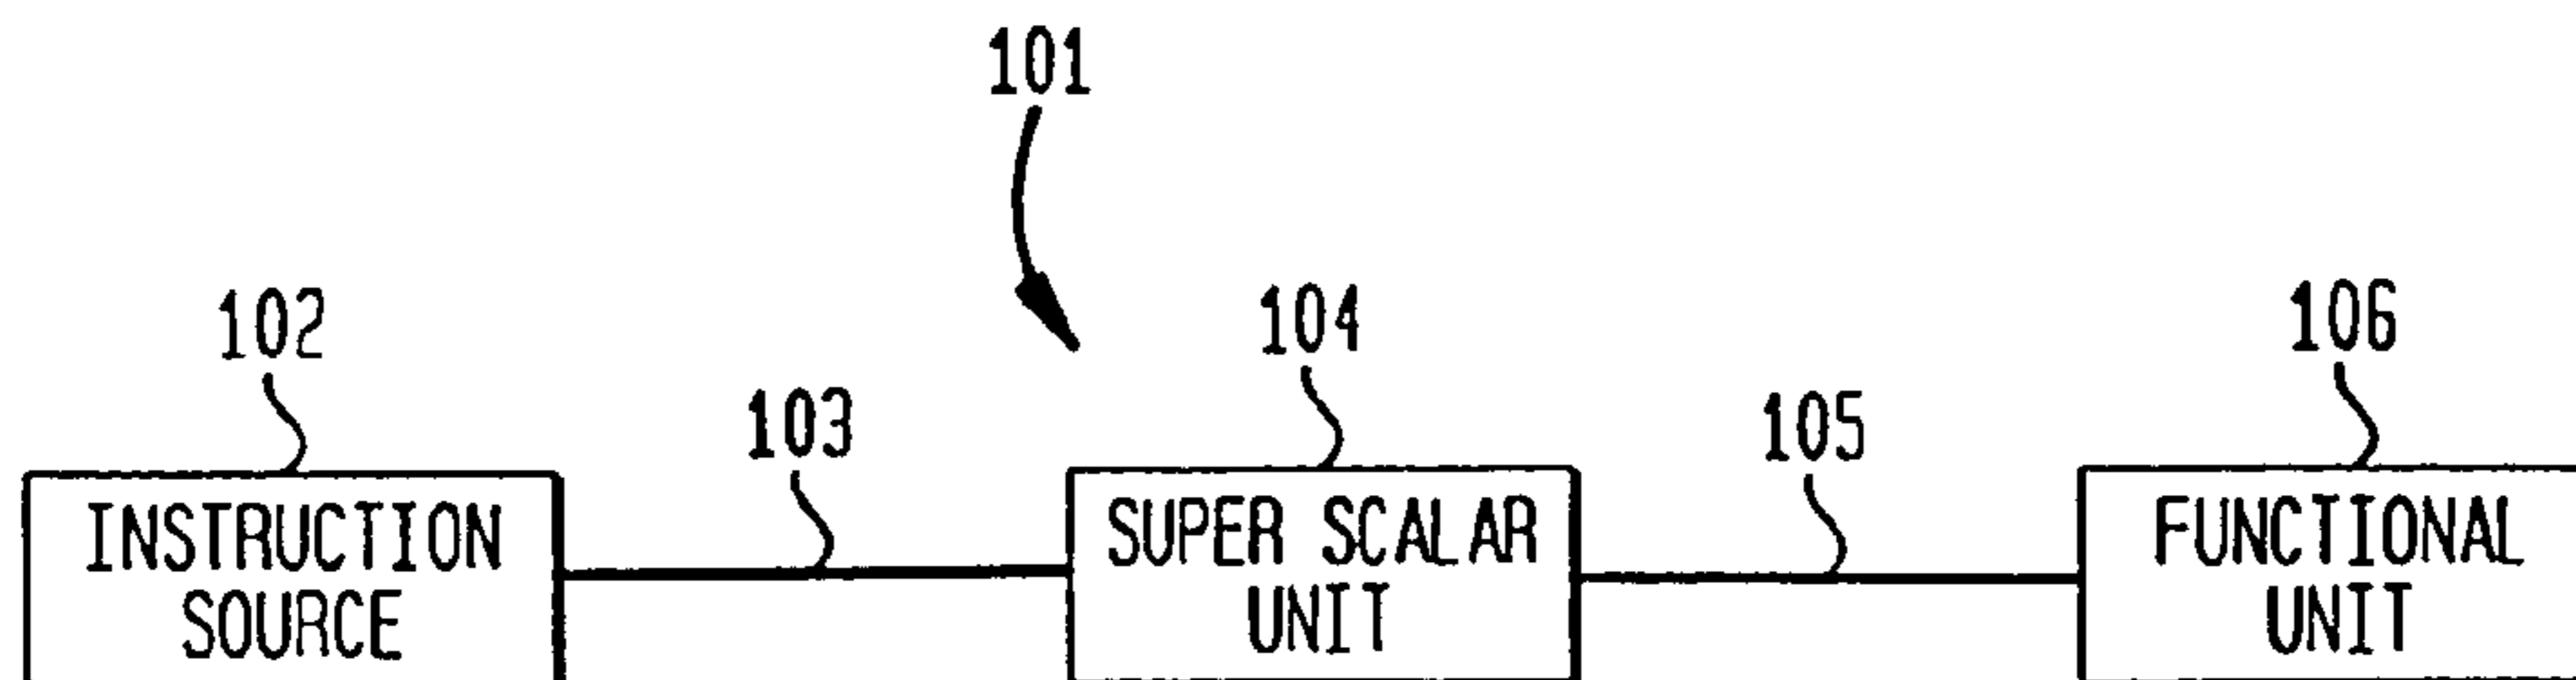 101
102
103
104
105
106
INSTRUCTION
SOURCE
SUPER SCALAR
UNIT
FUNCTIONAL
UNIT